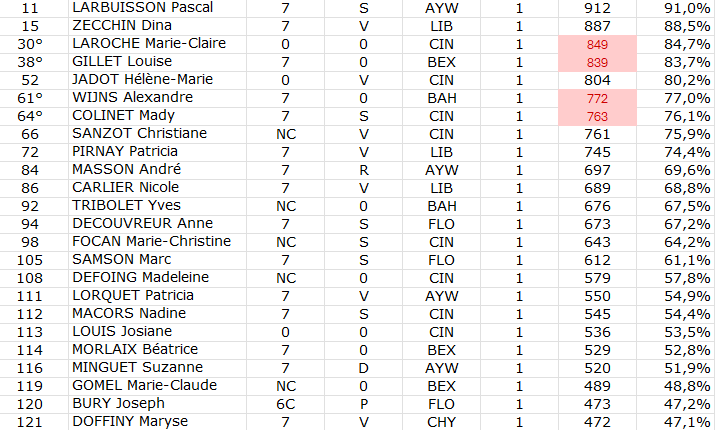 11 LARBUISSON Pascal 7 S AYW 1 912 91,0%
15 ZECCHIN Dina 7 V LIB 1 887 88,5%
30° LAROCHE Marie-Claire 0 0 CIN 1 849 84,7%
38° GILLET Louise 7 0 BEX 1 839 83,7%
52 JADOT Hélène-Marie 0 V CIN 1 804 80,2%
61° WIJNS Alexandre 7 0 BAH 1 772 77,0%
64° COLINET Mady 7 S CIN 1 763 76,1%
66 SANZOT Christiane NC V CIN 1 761 75,9%
72 PIRNAY Patricia 7 V LIB 1 745 74,4%
84 MASSON André 7 R AYW 1 697 69,6%
86 CARLIER Nicole 7 V LIB 1 689 68,8%
92 TRIBOLET Yves NC 0 BAH 1 676 67,5%
94 DECOUVREUR Anne 7 S FLO 1 673 67,2%
98 FOCAN Marie-Christine NC S CIN 1 643 64,2%
105 SAMSON Marc 7 S FLO 1 612 61,1%
108 DEFOING Madeleine NC 0 CIN 1 579 57,8%
111 LORQUET Patricia 7 V AYW 1 550 54,9%
112 MACORS Nadine 7 S CIN 1 545 54,4%
113 LOUIS Josiane 0 0 CIN 1 536 53,5%
114 MORLAIX Béatrice 7 0 BEX 1 529 52,8%
116 MINGUET Suzanne 7 D AYW 1 520 51,9%
119 GOMEL Marie-Claude NC 0 BEX 1 489 48,8%
120 BURY Joseph 6C P FLO 1 473 47,2%
121 DOFFINY Maryse 7 V CHY 1 472 47,1%